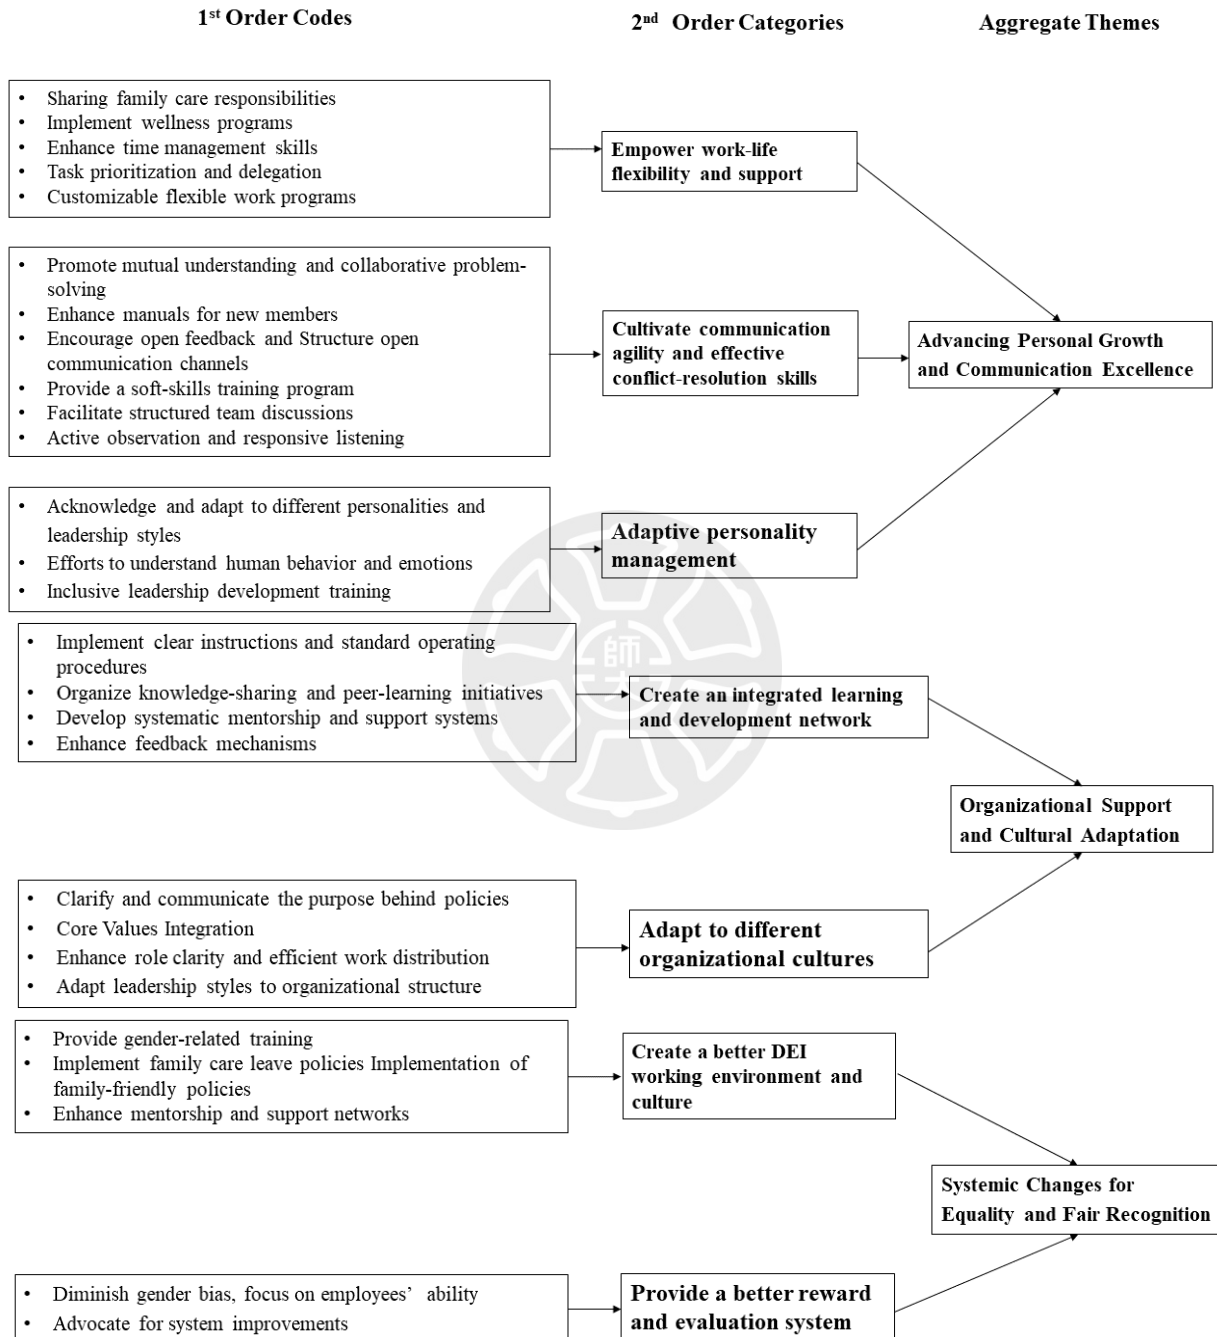 1st Order Codes
2nd Order Categories
Aggregate Themes
• Sharing family care responsibilities
• Implement wellness programs
• Enhance time management skills
• Task prioritization and delegation
• Customizable flexible work programs
Empower work-life
flexibility and support
• Promote mutual understanding and collaborative problem-
solving
• Enhance manuals for new members
• Encourage open feedback and Structure open
communication channels
• Provide a soft-skills training program
• Facilitate structured team discussions
• Active observation and responsive listening
Cultivate communication
agility and effective
conflict-resolution skills
Advancing Personal Growth
and Communication Excellence
• Acknowledge and adapt to different personalities and
leadership styles
• Efforts to understand human behavior and emotions
• Inclusive leadership development training
Adaptive personality
management
• Implement clear instructions and standard operating
procedures
• Organize knowledge-sharing and peer-learning initiatives
• Develop systematic mentorship and support systems
• Enhance feedback mechanisms
Create an integrated learning
and development network
師大
Organizational Support
and Cultural Adaptation
• Clarify and communicate the purpose behind policies
• Core Values Integration
• Enhance role clarity and efficient work distribution
• Adapt leadership styles to organizational structure
Adapt to different
organizational cultures
• Provide gender-related training
• Implement family care leave policies Implementation of
family-friendly policies
• Enhance mentorship and support networks
Create a better DEI
working environment and
culture
Systemic Changes for
Equality and Fair Recognition
• Diminish gender bias, focus on employees’ ability
• Advocate for system improvements
Provide a better reward
and evaluation system